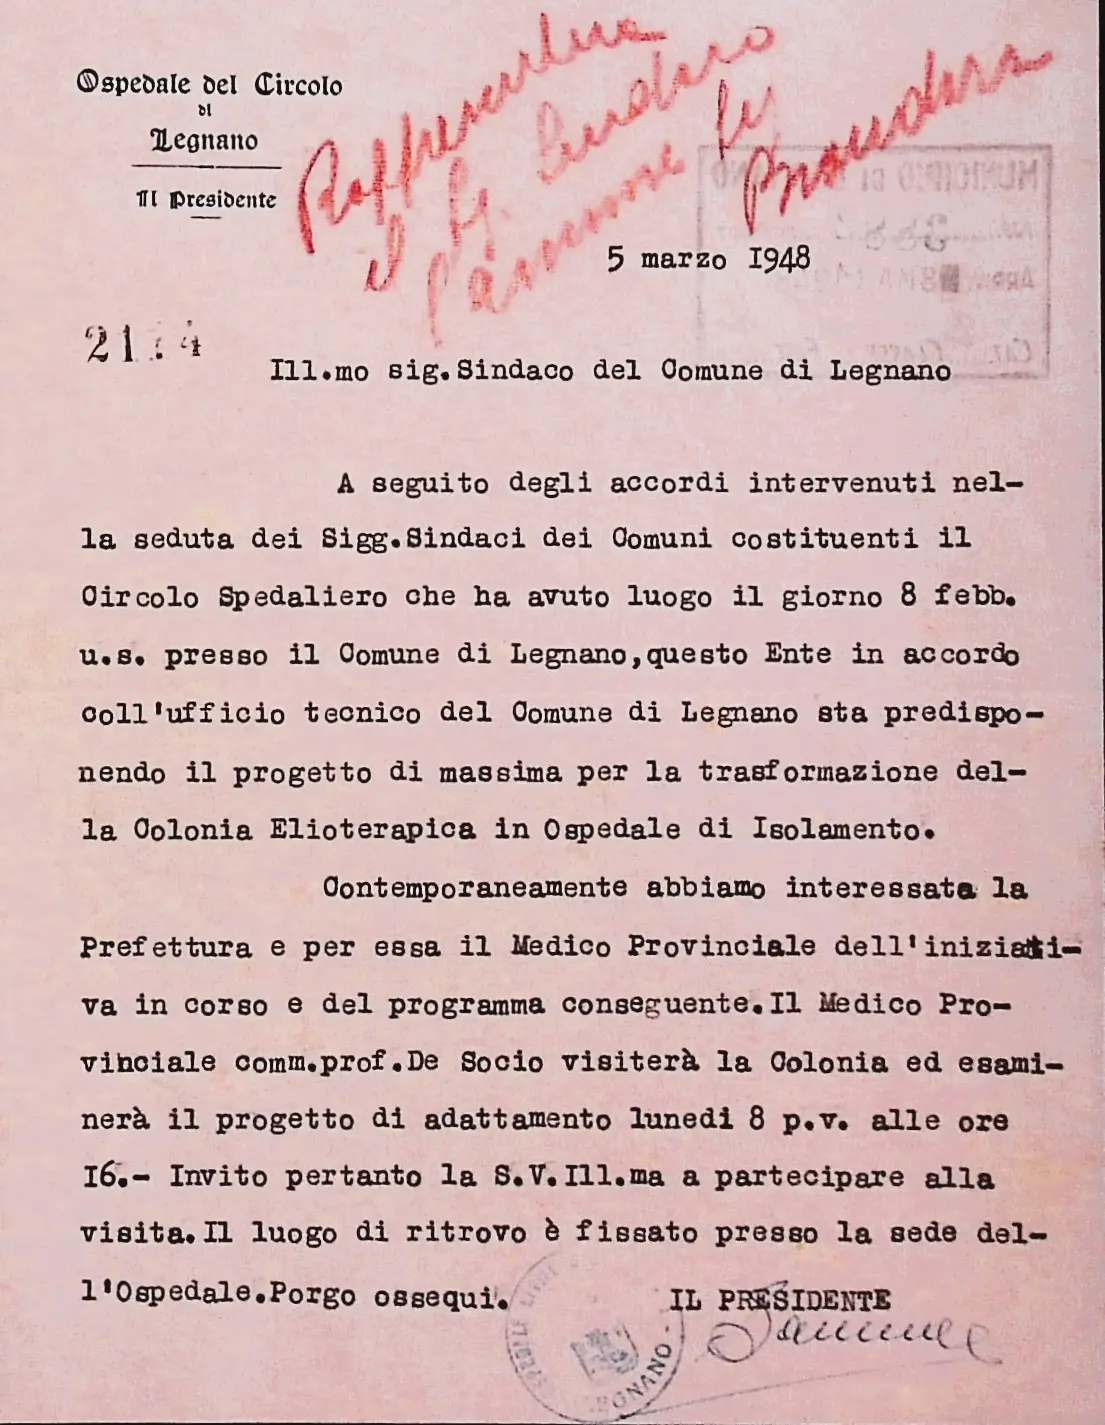 Ospedale del Circolo
di
Legnano
Il Presidente
il Sig. Sindaco
5 marzo 1948
Ill.mo sig.Sindaco del Comune di Legnano
A seguito degli accordi intervenuti nel-
la seduta dei Sigg.Sindaci dei Comuni costituenti il
Circolo Spedaliero che ha avuto luogo il giorno 8 febb.
u.s. presso il Comune di Legnano,questo Ente in accordo
coll'ufficio tecnico del Comune di Legnano sta predispo-
nendo il progetto di massima per la trasformazione del-
la Colonia Elioterapica in Ospedale di Isolamento.
Contemporaneamente abbiamo interessata la
Prefettura e per essa il Medico Provinciale dell'iniziati-
va in corso e del programma conseguente.Il Medico Pro-
vinciale comm.prof.De Socio visiterà la Colonia ed esami-
nerà il progetto di adattamento lunedi 8 p.v. alle ore
16.- Invito pertanto la S.V.Ill.ma a partecipare alla
visita.Il luogo di ritrovo è fissato presso la sede del-
l'Ospedale.Porgo ossequi.
IL PRESIDENTE